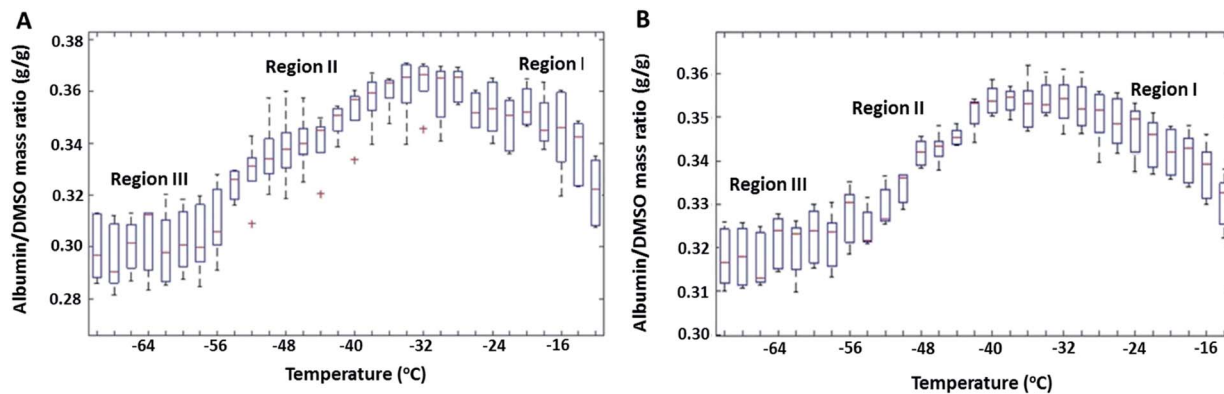 A
Albumin/DMSO mass ratio (g/g)
0.38
0.36
0.34
0.32
0.30
0.28
Region III
Region II
Region I
-64
-56
-48
-40
-32
-24
-16
Temperature (°C)
B
Albumin/DMSO mass ratio (g/g)
0.36
0.35
0.34
0.33
0.32
0.31
0.30
Region III
Region II
Region I
-64
-56
-48
-40
-32
-24
-16
Temperature (°C)